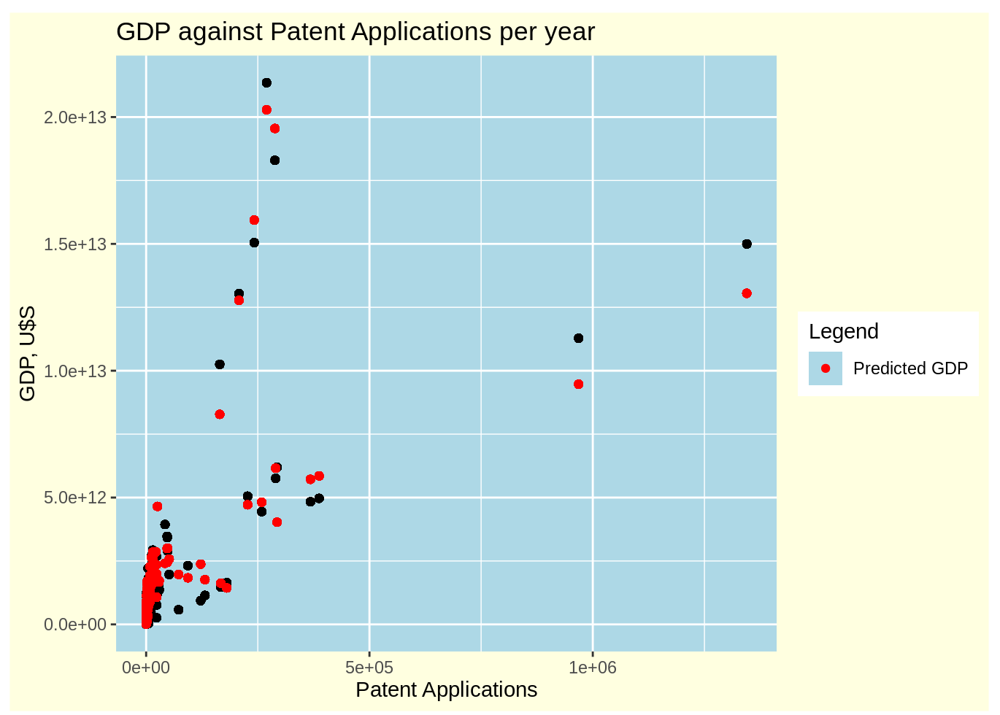 GDP against Patent Applications per year
GDP, U$S
2.0e+13
1.5e+13
1.0e+13
5.0e+12
0.0e+00
0e+00 5e+05 1e+06
Patent Applications
Legend
Predicted GDP